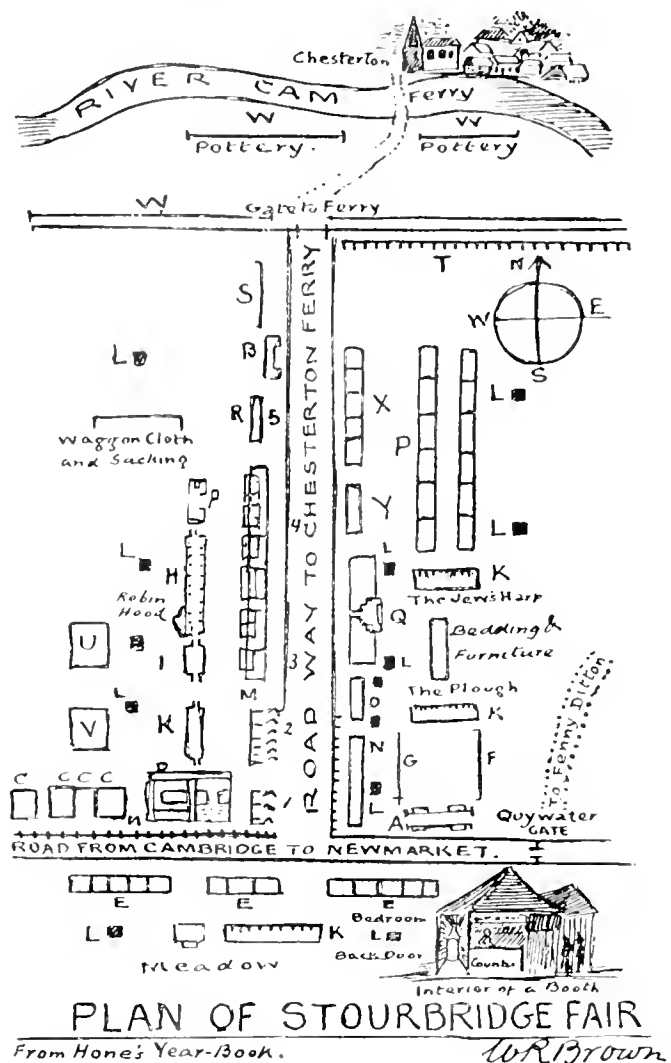 Chesterton
RIVER CAM
Ferry
W
W
Pottery.
Pottery
W
Gate to Ferry
T
N
W
E
S
S
B
L
L
R
5
X
Waggon Cloth
and Sacking
P
ROAD WAY TO CHESTERTON FERRY
P
4
Y
L
L
L
H
K
The Jew's Harp
Robin
Hood
Q
Bedding &
Furniture
U
I
3
L
M
The Plough
L
O
K
V
K
2
N
G
F
To Fenny Ditton
C
C C C
1
L
A
Quywater
GATE
ROAD FROM CAMBRIDGE TO NEWMARKET.
E
E
E
L
K
Bedroom
L
Back Door
Meadow
Counter
Interior of a Booth
PLAN OF STOURBRIDGE FAIR
From Hone's Year-Book.
W R Brown